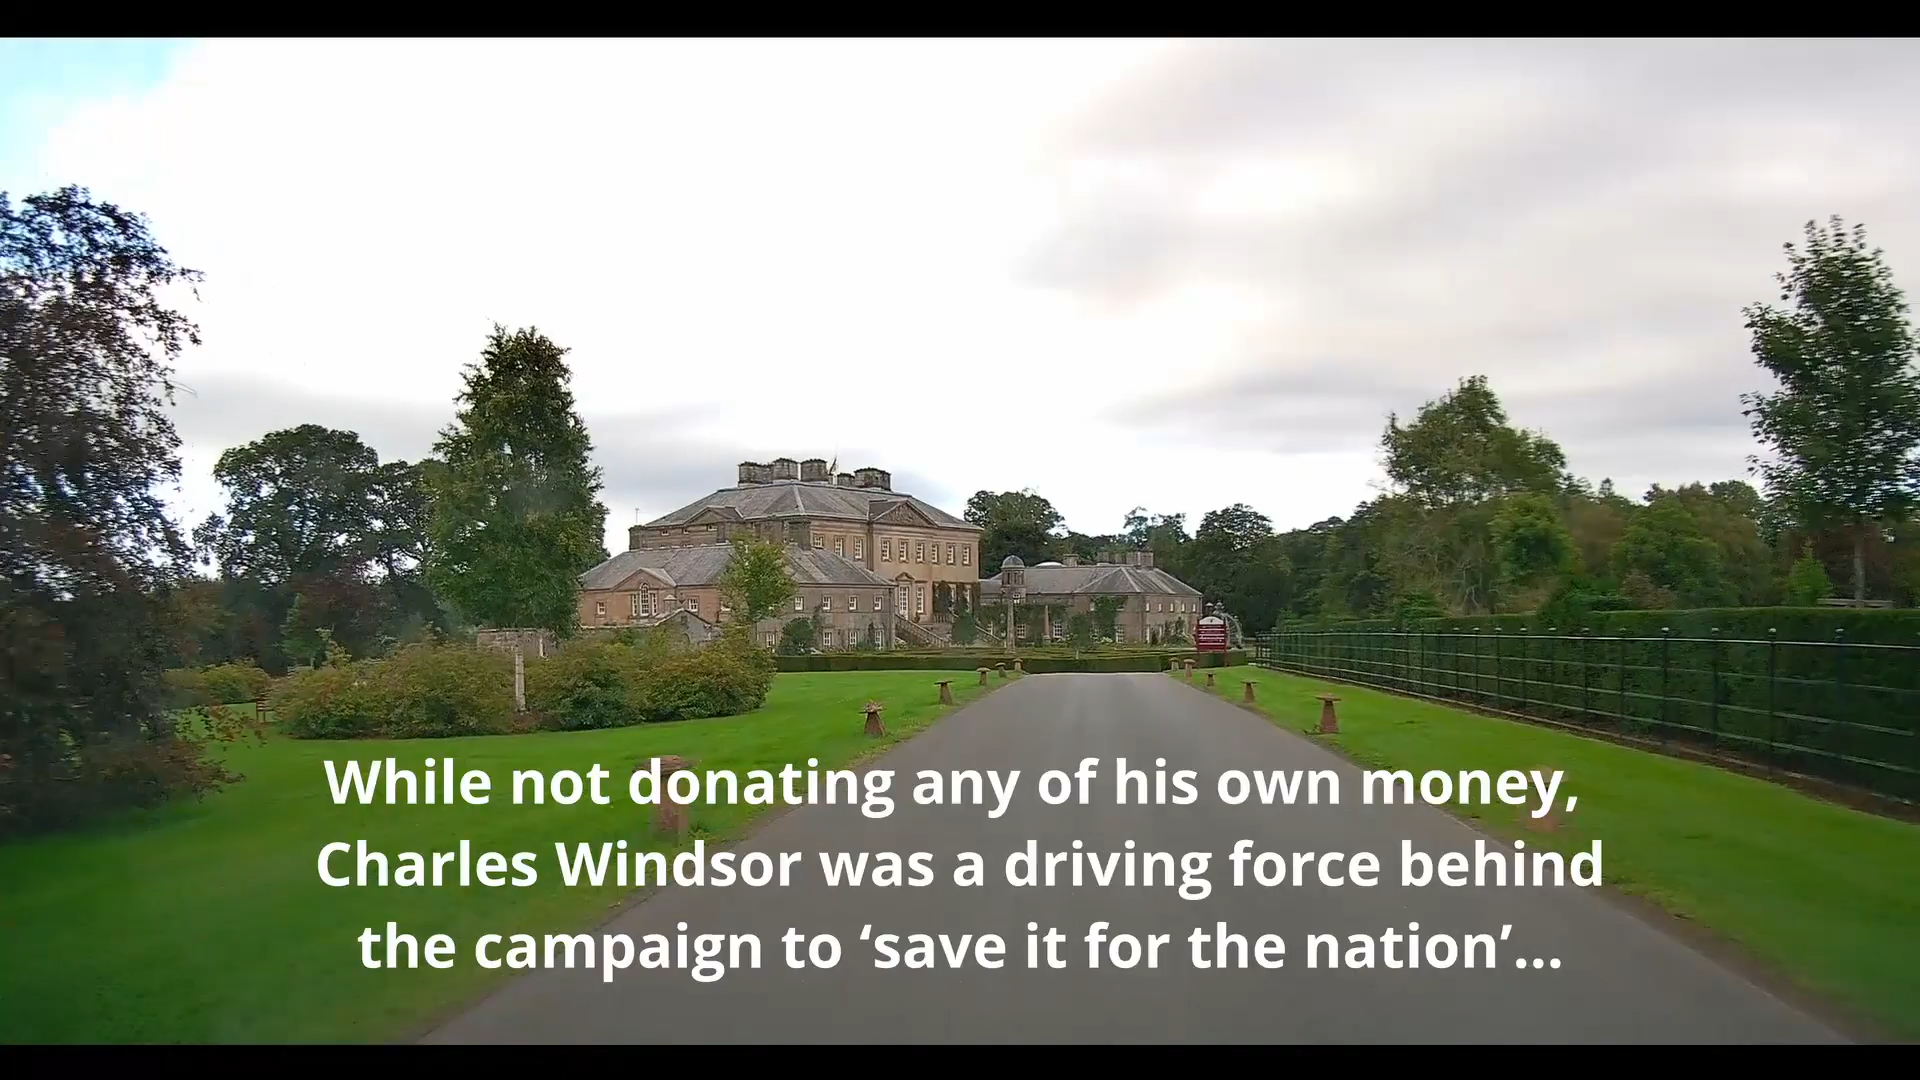 While not donating any of his own money,
Charles Windsor was a driving force behind
the campaign to ‘save it for the nation’...